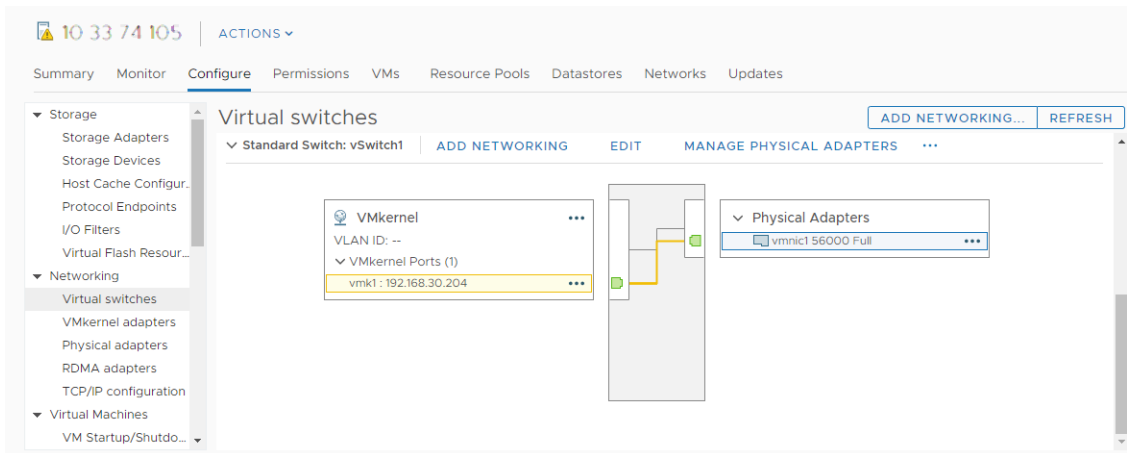 10 33 74 105
ACTIONS
Summary Monitor Configure Permissions VMs Resource Pools Datastores Networks Updates
Storage
Storage Adapters
Storage Devices
Host Cache Configur..
Protocol Endpoints
I/O Filters
Virtual Flash Resour...
Networking
Virtual switches
VMkernel adapters
Physical adapters
RDMA adapters
TCP/IP configuration
Virtual Machines
VM Startup/Shutdo...
Virtual switches
ADD NETWORKING... REFRESH
Standard Switch: vSwitch1 ADD NETWORKING EDIT MANAGE PHYSICAL ADAPTERS ...
VMkernel ...
VLAN ID: --
VMkernel Ports (1)
vmk1 : 192.168.30.204 ...
Physical Adapters
vmnic1 56000 Full ...